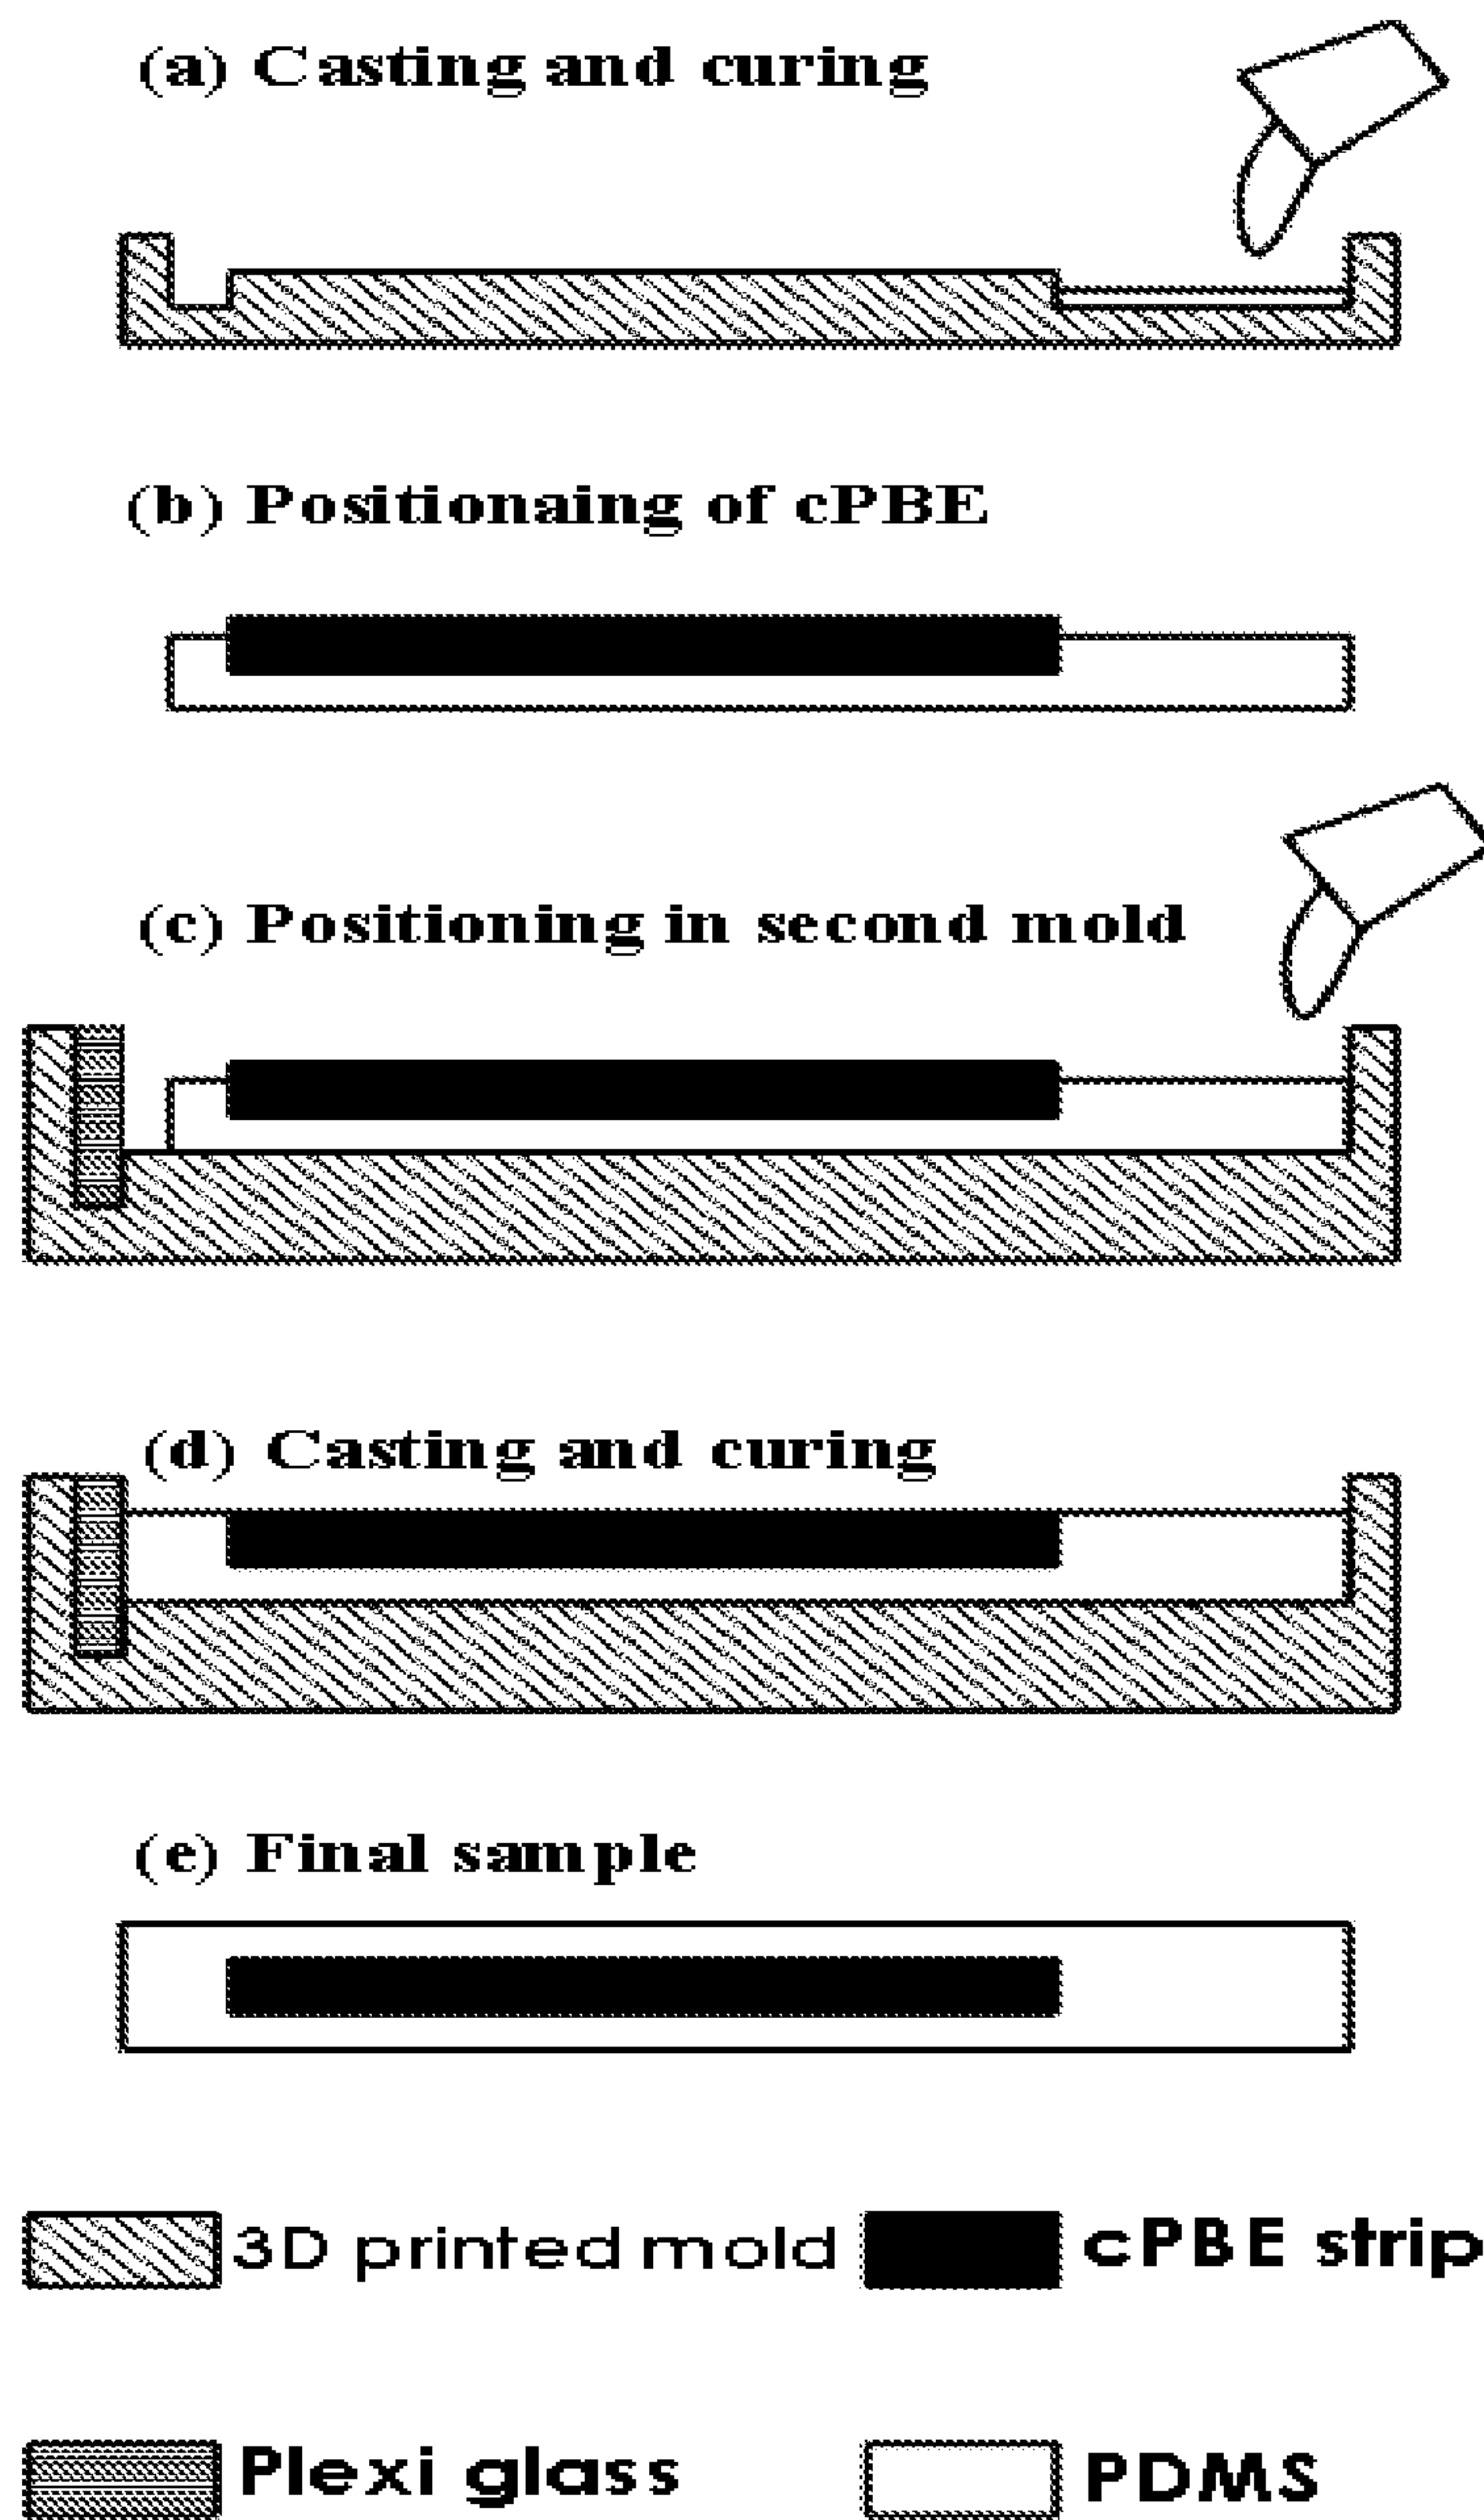 (a) Casting and curing
(b) Positionaing of cPBE
(c) Positioning in second mold
(d) Casting and curing
(e) Final sample
3D printed mold
cPBE strip
Plexi glass
PDMS